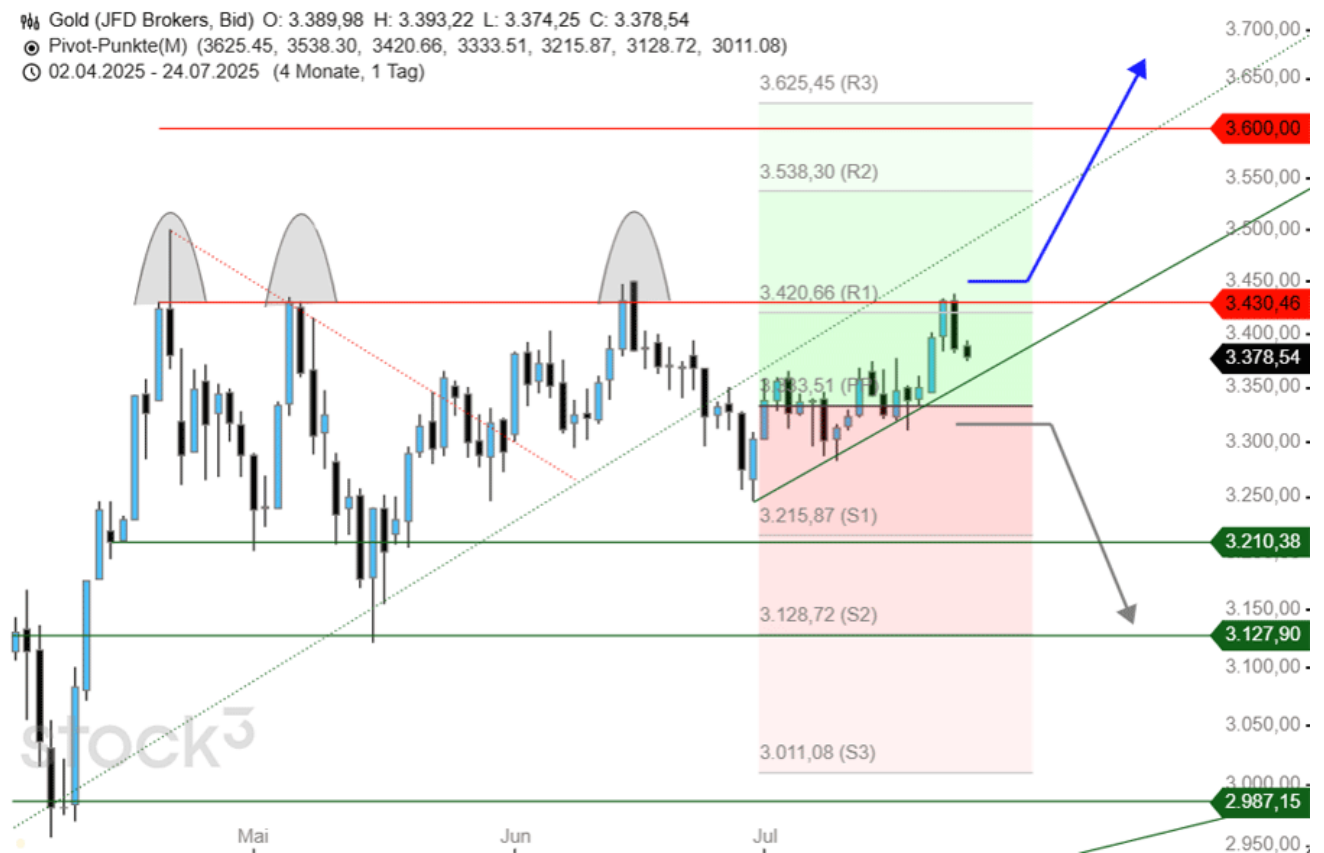 Gold (JFD Brokers, Bid) O: 3.389,98 H: 3.393,22 L: 3.374,25 C: 3.378,54
Pivot-Punkte(M) (3625.45, 3538.30, 3420.66, 3333.51, 3215.87, 3128.72, 3011.08)
02.04.2025 - 24.07.2025 (4 Monate, 1 Tag)
3.700,00
3.625,45 (R3)
3.650,00
3.600,00
3.538,30 (R2)
3.550,00
3.500,00
3.450,00
3.420,66 (R1)
3.430,46
3.400,00
3.378,54
3.333,51 (PP)
3.350,00
3.300,00
3.250,00
3.215,87 (S1)
3.210,38
3.128,72 (S2)
3.150,00
3.127,90
3.100,00
stock3
3.050,00
3.011,08 (S3)
3.000,00
2.987,15
Mai
Jun
Jul
2.950,00